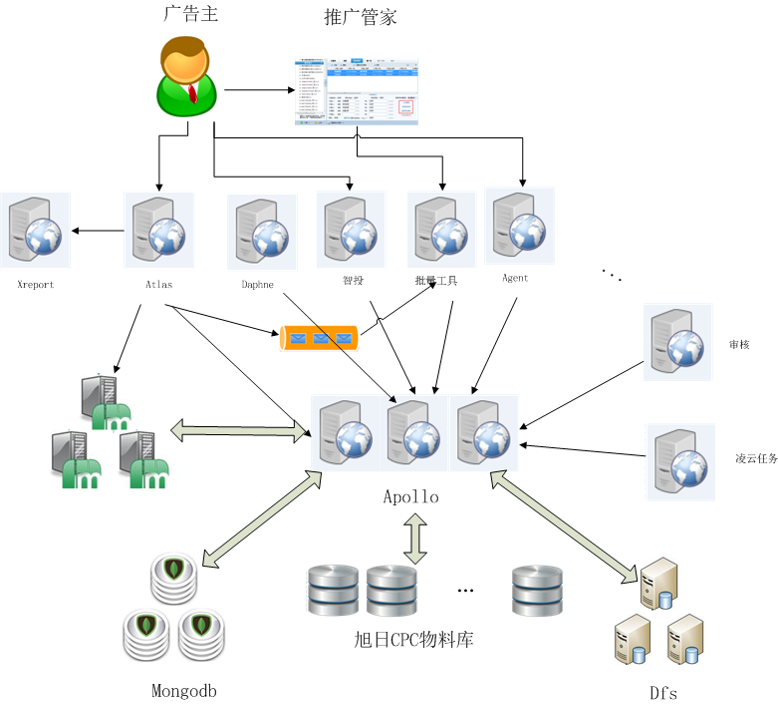 广告主
推广管家
Xreport
Atlas
Daphne
智投
批量工具
Agent
...
审核
凌云任务
Apollo
...
旭日CPC物料库
Mongodb
Dfs